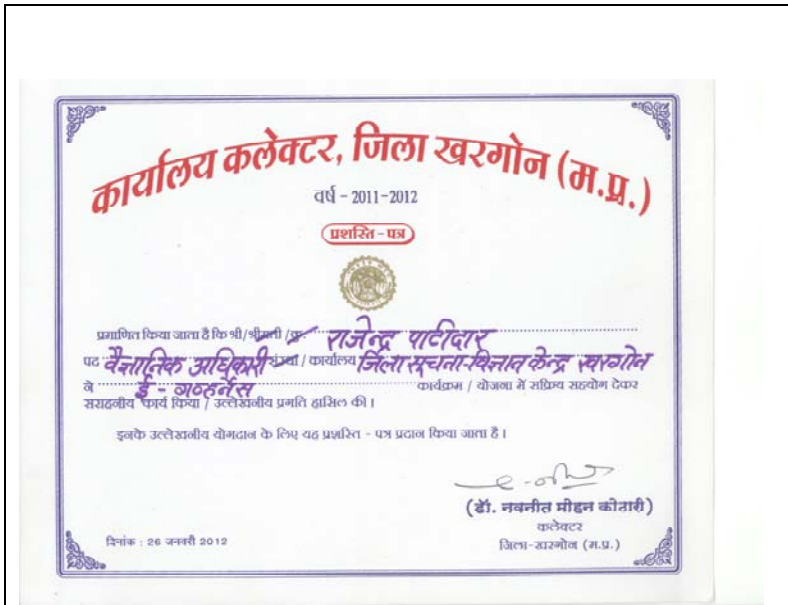 कार्यालय कलेक्टर, जिला खरगोन (म.प्र.)
वर्ष - 2011-2012
प्रशस्ति - पत्र
प्रमाणित किया जाता है कि श्री/श्रीमती /कु. राजेन्द्र पाटीदार
पद वैज्ञानिक अधिकारी संस्था / कार्यालय जिला सूचना-विज्ञान केन्द्र खरगोन
ने ई - गव्हर्नेस कार्यक्रम / योजना में सक्रिय सहयोग देकर
सराहनीय कार्य किया / उल्लेखनीय प्रगति हासिल की।
इनके उल्लेखनीय योगदान के लिए यह प्रशस्ति - पत्र प्रदान किया जाता है।
(डॉ. नवनीत मोहन कोठारी)
कलेक्टर
दिनांक : 26 जनवरी 2012
जिला-खरगोन (म.प्र.)